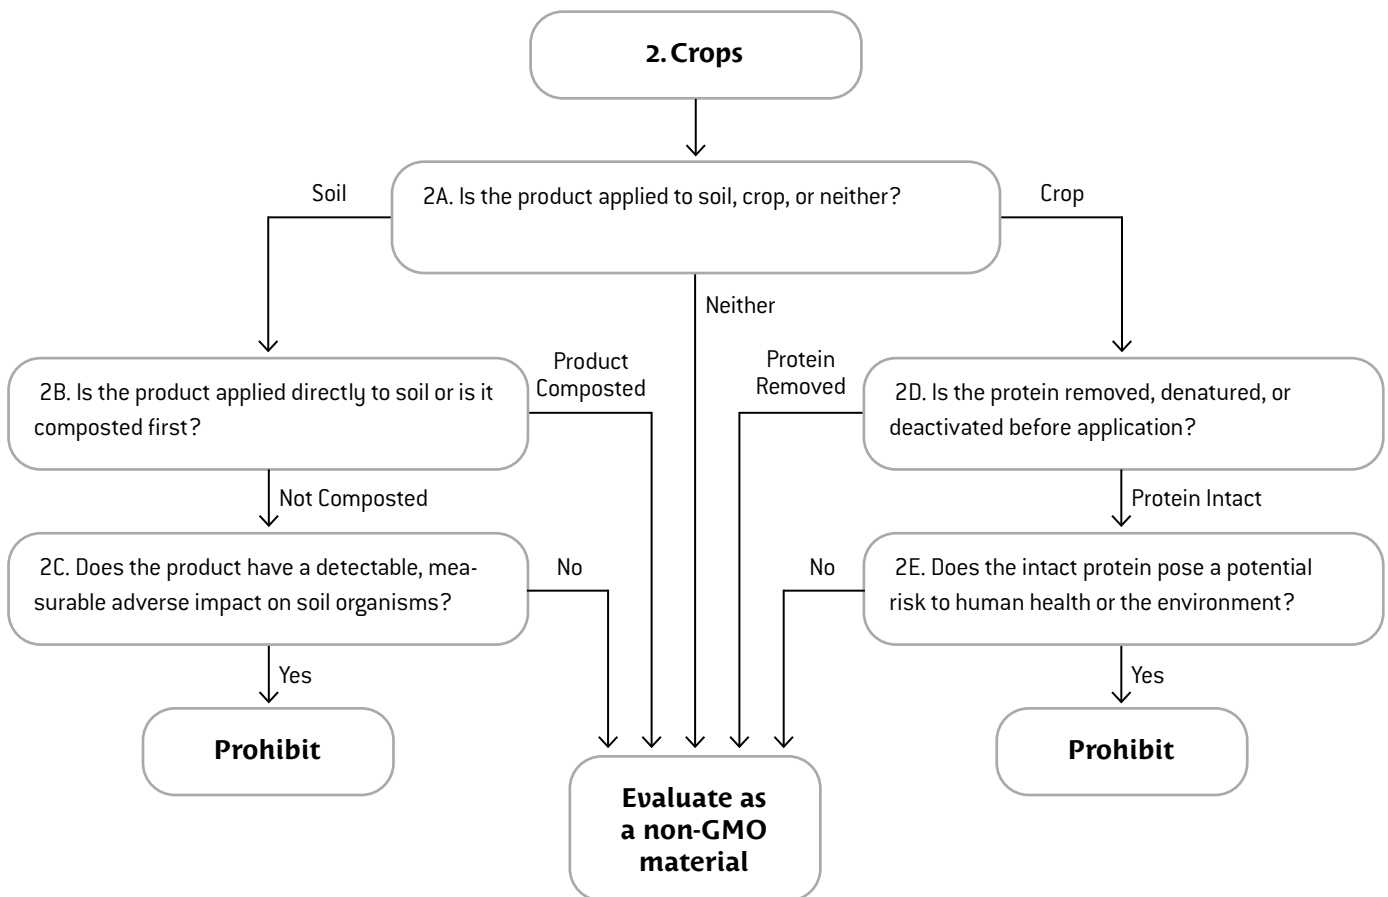 2. Crops
Soil
2A. Is the product applied to soil, crop, or neither?
Crop
Neither
Product
Composted
Protein
Removed
2B. Is the product applied directly to soil or is it
composted first?
2D. Is the protein removed, denatured, or
deactivated before application?
Not Composted
Protein Intact
2C. Does the product have a detectable, mea-
surable adverse impact on soil organisms?
No
No
2E. Does the intact protein pose a potential
risk to human health or the environment?
Yes
Yes
Prohibit
Prohibit
Evaluate as
a non-GMO
material